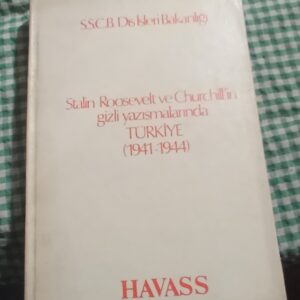 S.S.C.B. Dış İşleri Bakanlığı
Stalin Roosevelt ve Churchill'in
gizli yazışmalarında
TÜRKİYE
(1941-1944)
HAVASS